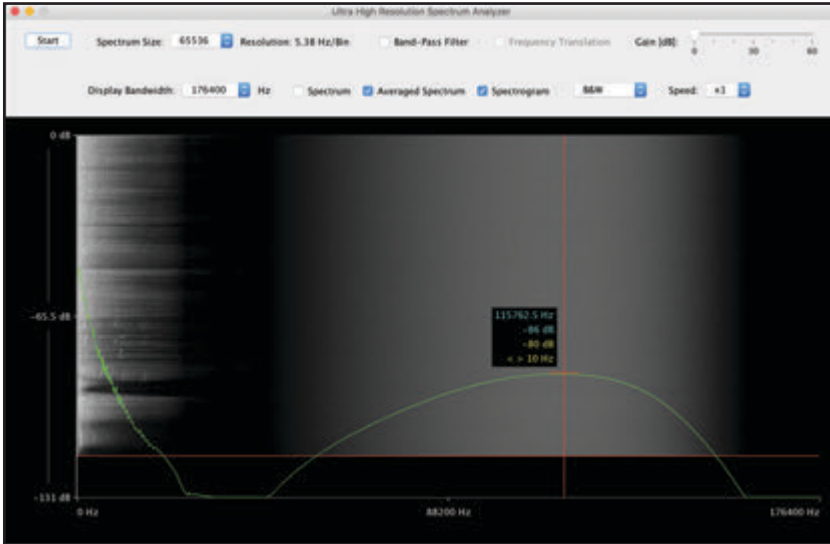 Ultra High Resolution Spectrum Analyzer
Start Spectrum Size: 65536 Resolution: 5.38 Hz/Bin Band-Pass Filter Frequency Translation Gain [dB]: 0 30 60
Display Bandwidth: 176400 Hz Spectrum Averaged Spectrum Spectrogram B&W Speed: x1
0 dB
115762.5 Hz
-65.5 dB
-86 dB
-80 dB
< > 10 Hz
-131 dB
0 Hz 88200 Hz 176400 Hz